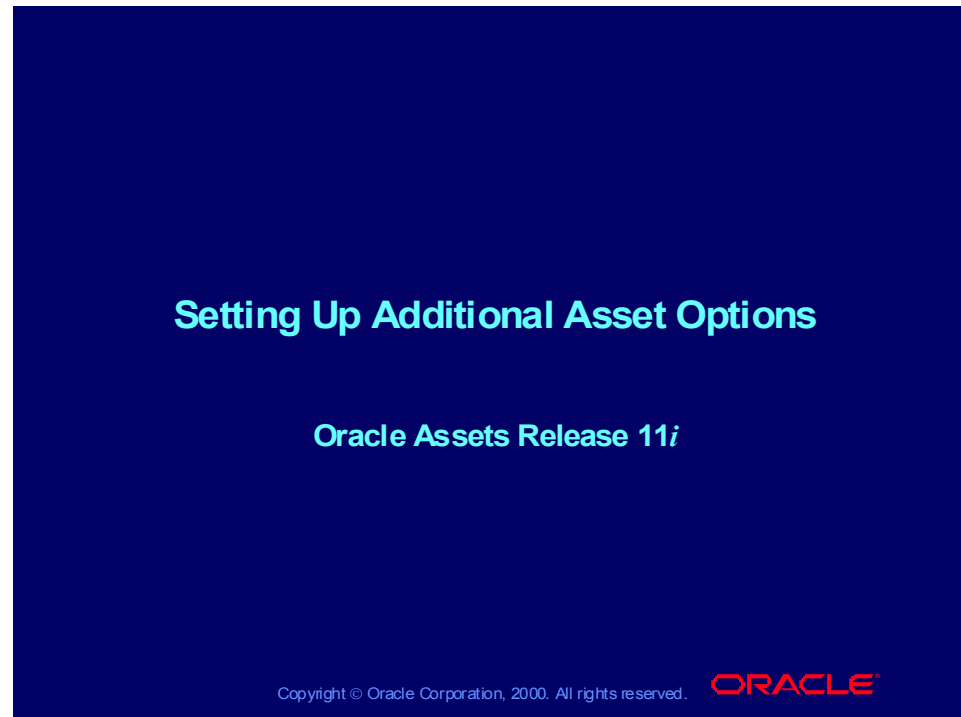 Setting Up Additional Asset Options
Oracle Assets Release 11i
Copyright © Oracle Corporation, 2000. All rights reserved.
ORACLE®